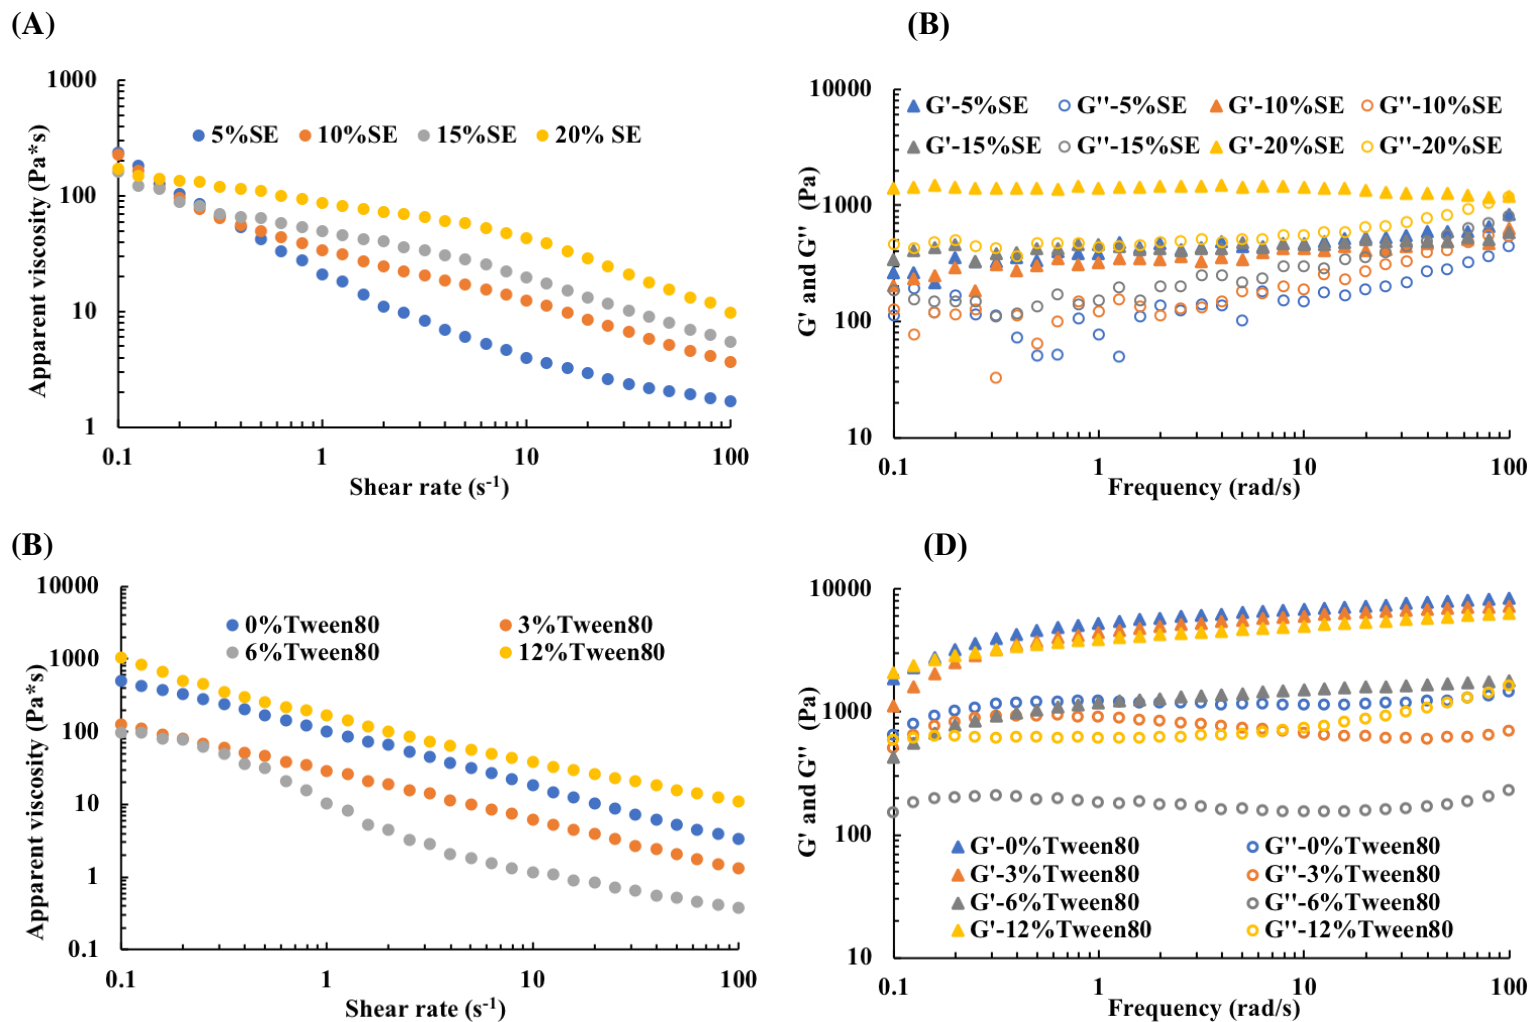 (A)
1000
100
10
1
0.1
1
10
100
5%SE
10%SE
15%SE
20% SE
Apparent viscosity (Pa*s)
Shear rate (s-1)
(B)
10000
1000
100
10
0.1
1
10
100
G'-5%SE
G''-5%SE
G'-10%SE
G''-10%SE
G'-15%SE
G''-15%SE
G'-20%SE
G''-20%SE
G' and G'' (Pa)
Frequency (rad/s)
(B)
10000
1000
100
10
1
0.1
0.1
1
10
100
0%Tween80
3%Tween80
6%Tween80
12%Tween80
Apparent viscosity (Pa*s)
Shear rate (s-1)
(D)
10000
1000
100
10
0.1
1
10
100
G'-0%Tween80
G''-0%Tween80
G'-3%Tween80
G''-3%Tween80
G'-6%Tween80
G''-6%Tween80
G'-12%Tween80
G''-12%Tween80
G' and G'' (Pa)
Frequency (rad/s)